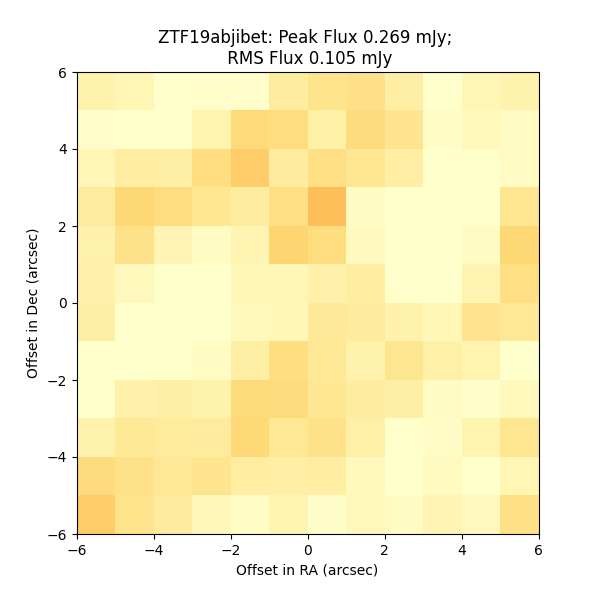 ZTF19abjibet: Peak Flux 0.269 mJy;
RMS Flux 0.105 mJy
6
4
2
0
−2
−4
−6
Offset in Dec (arcsec)
−6 −4 −2 0 2 4 6
Offset in RA (arcsec)